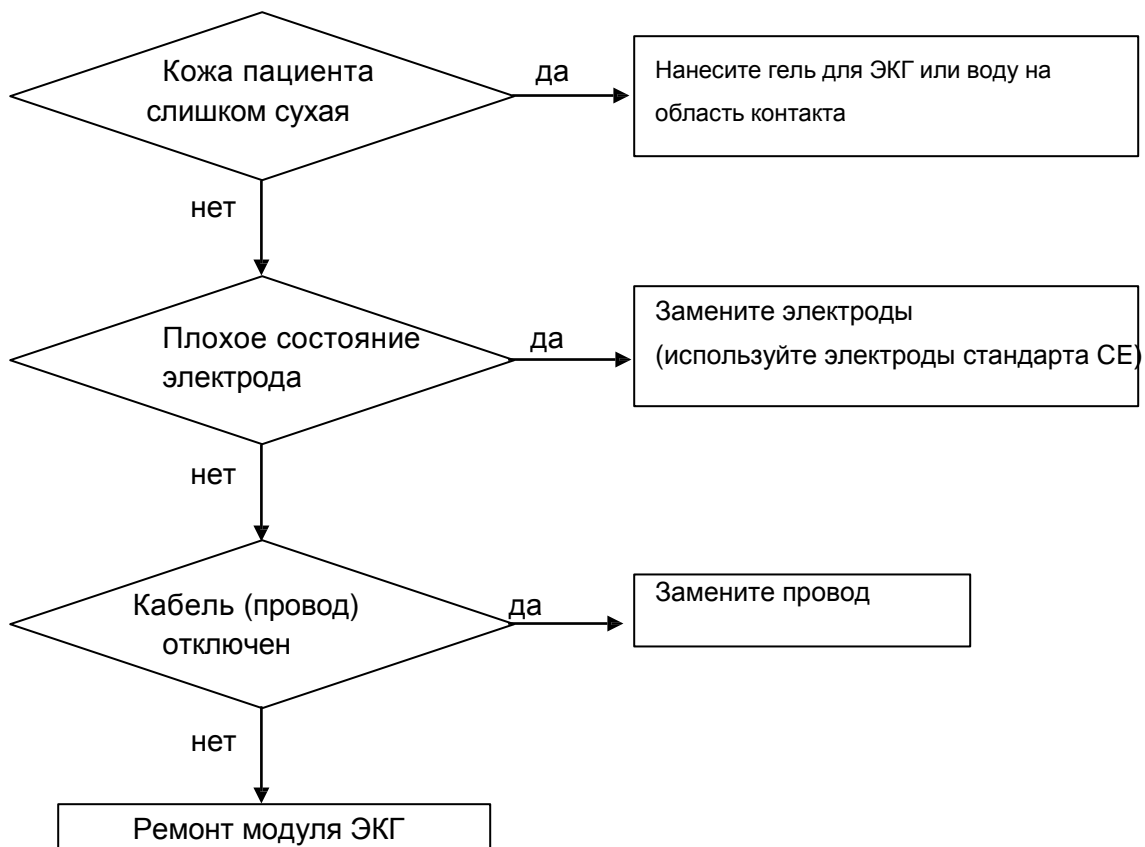 Кожа пациента
слишком сухая
да
Нанесите гель для ЭКГ или воду на
область контакта
нет
Плохое состояние
электрода
да
Замените электроды
(используйте электроды стандарта CE)
нет
Кабель (провод)
отключен
да
Замените провод
нет
Ремонт модуля ЭКГ